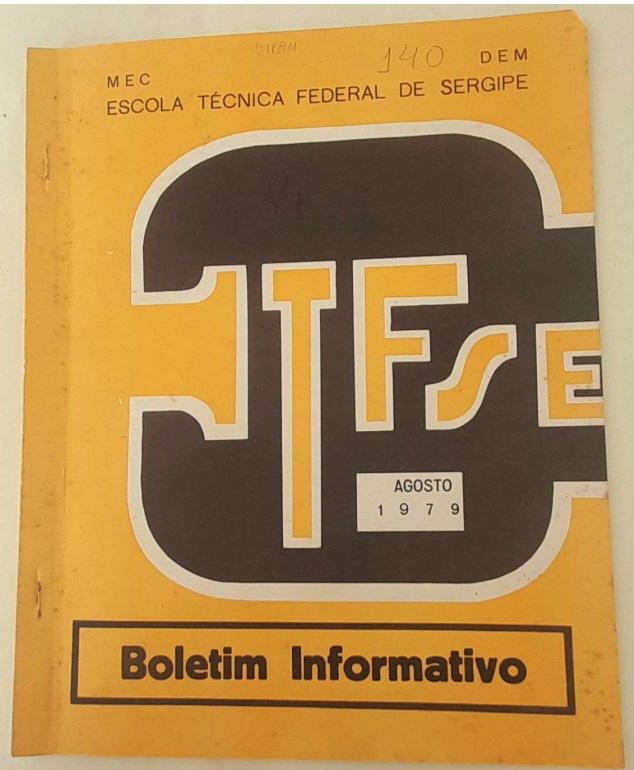 140 DEM
MEC
ESCOLA TÉCNICA FEDERAL DE SERGIPE
ETFSE
AGOSTO
1979
Boletim Informativo